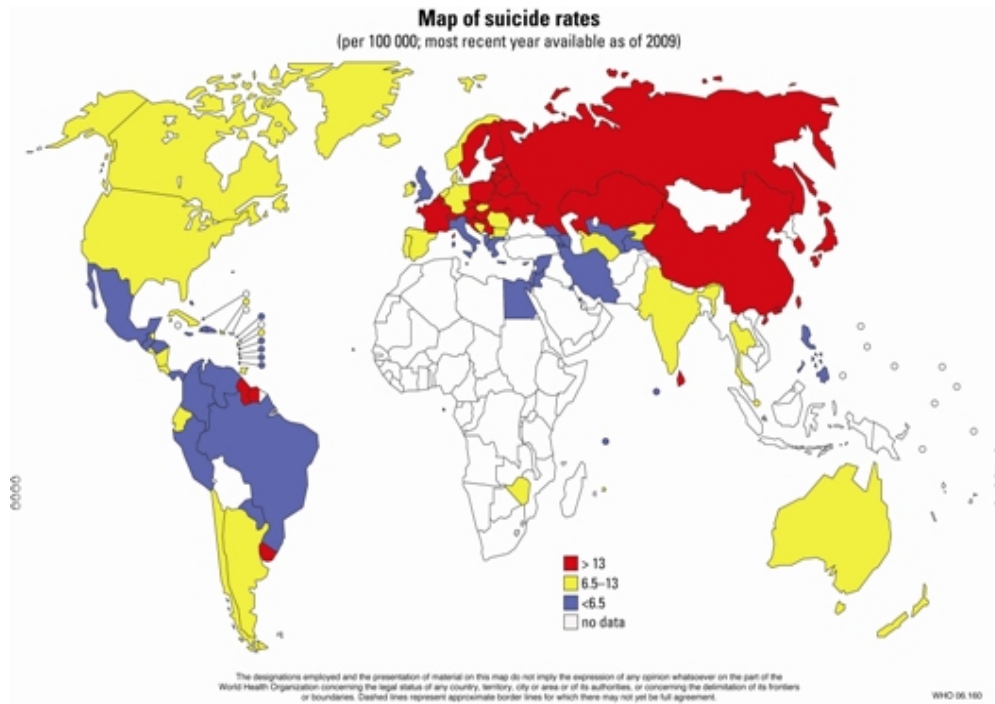 Map of suicide rates
(per 100 000; most recent year available as of 2009)
> 13
6.5–13
<6.5
no data
The designations employed and the presentation of material on this map do not imply the expression of any opinion whatsoever on the part of the
World Health Organization concerning the legal status of any country, territory, city or area or of its authorities, or concerning the delimitation of its frontiers
or boundaries. Dashed lines represent approximate border lines for which there may not yet be full agreement.
WHO 06.160